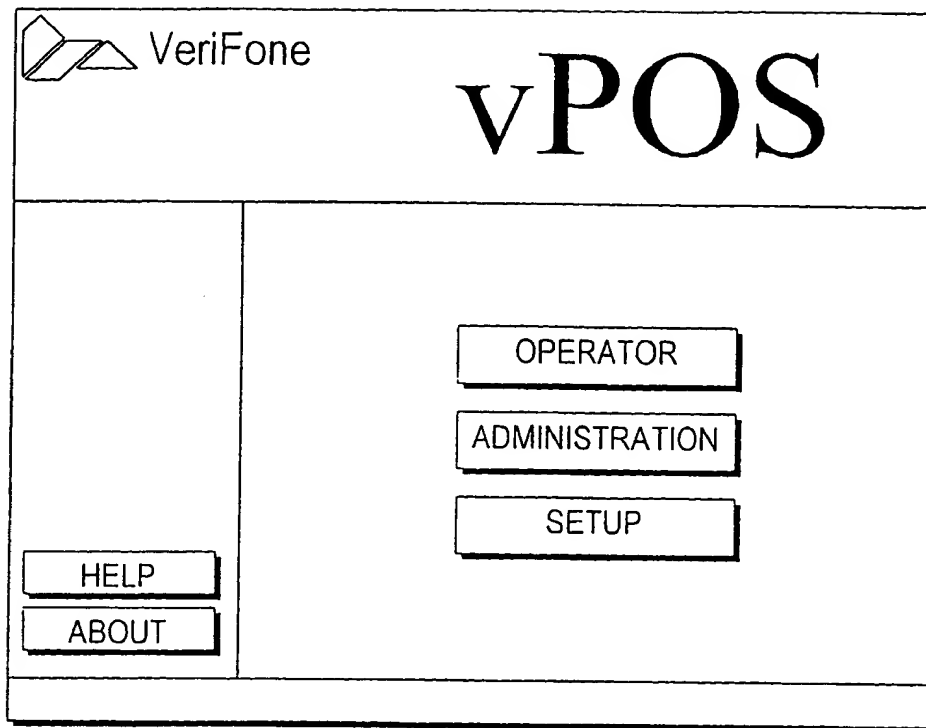 VeriFone
vPOS
OPERATOR
ADMINISTRATION
SETUP
HELP
ABOUT